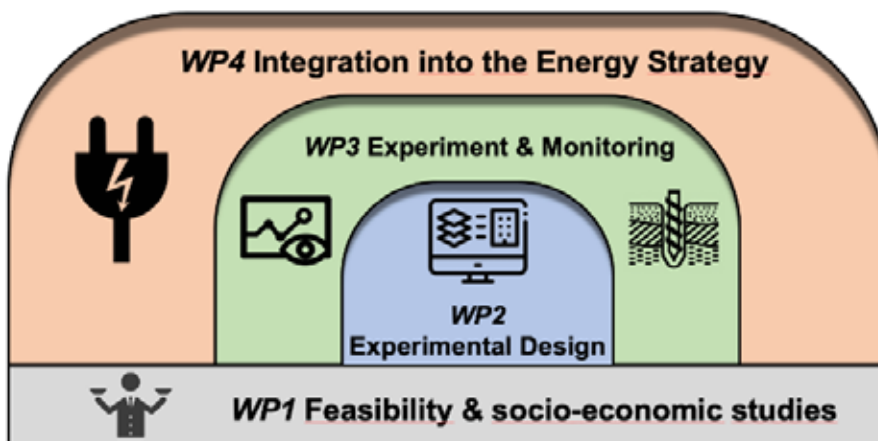 WP4 Integration into the Energy Strategy
WP3 Experiment & Monitoring
WP2
Experimental Design
WP1 Feasibility & socio-economic studies